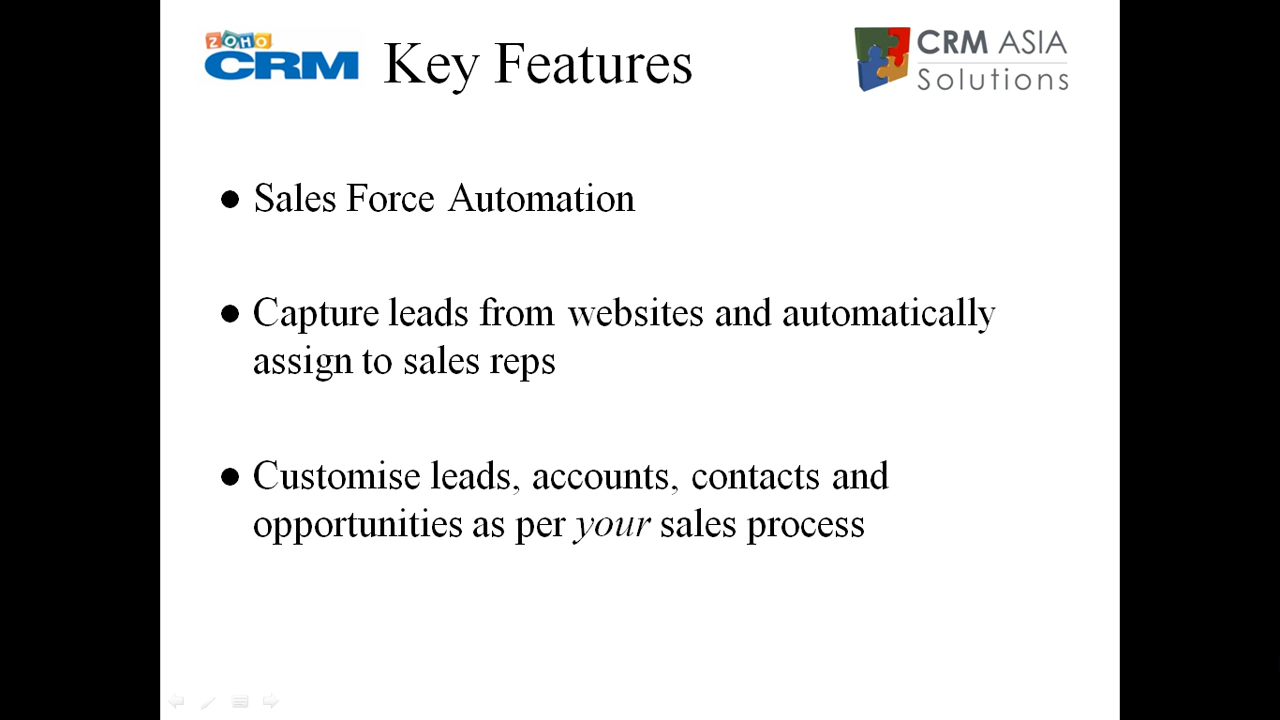 ZOHO
CRM Key Features
CRM ASIA
Solutions
● Sales Force Automation
● Capture leads from websites and automatically
assign to sales reps
● Customise leads, accounts, contacts and
opportunities as per your sales process